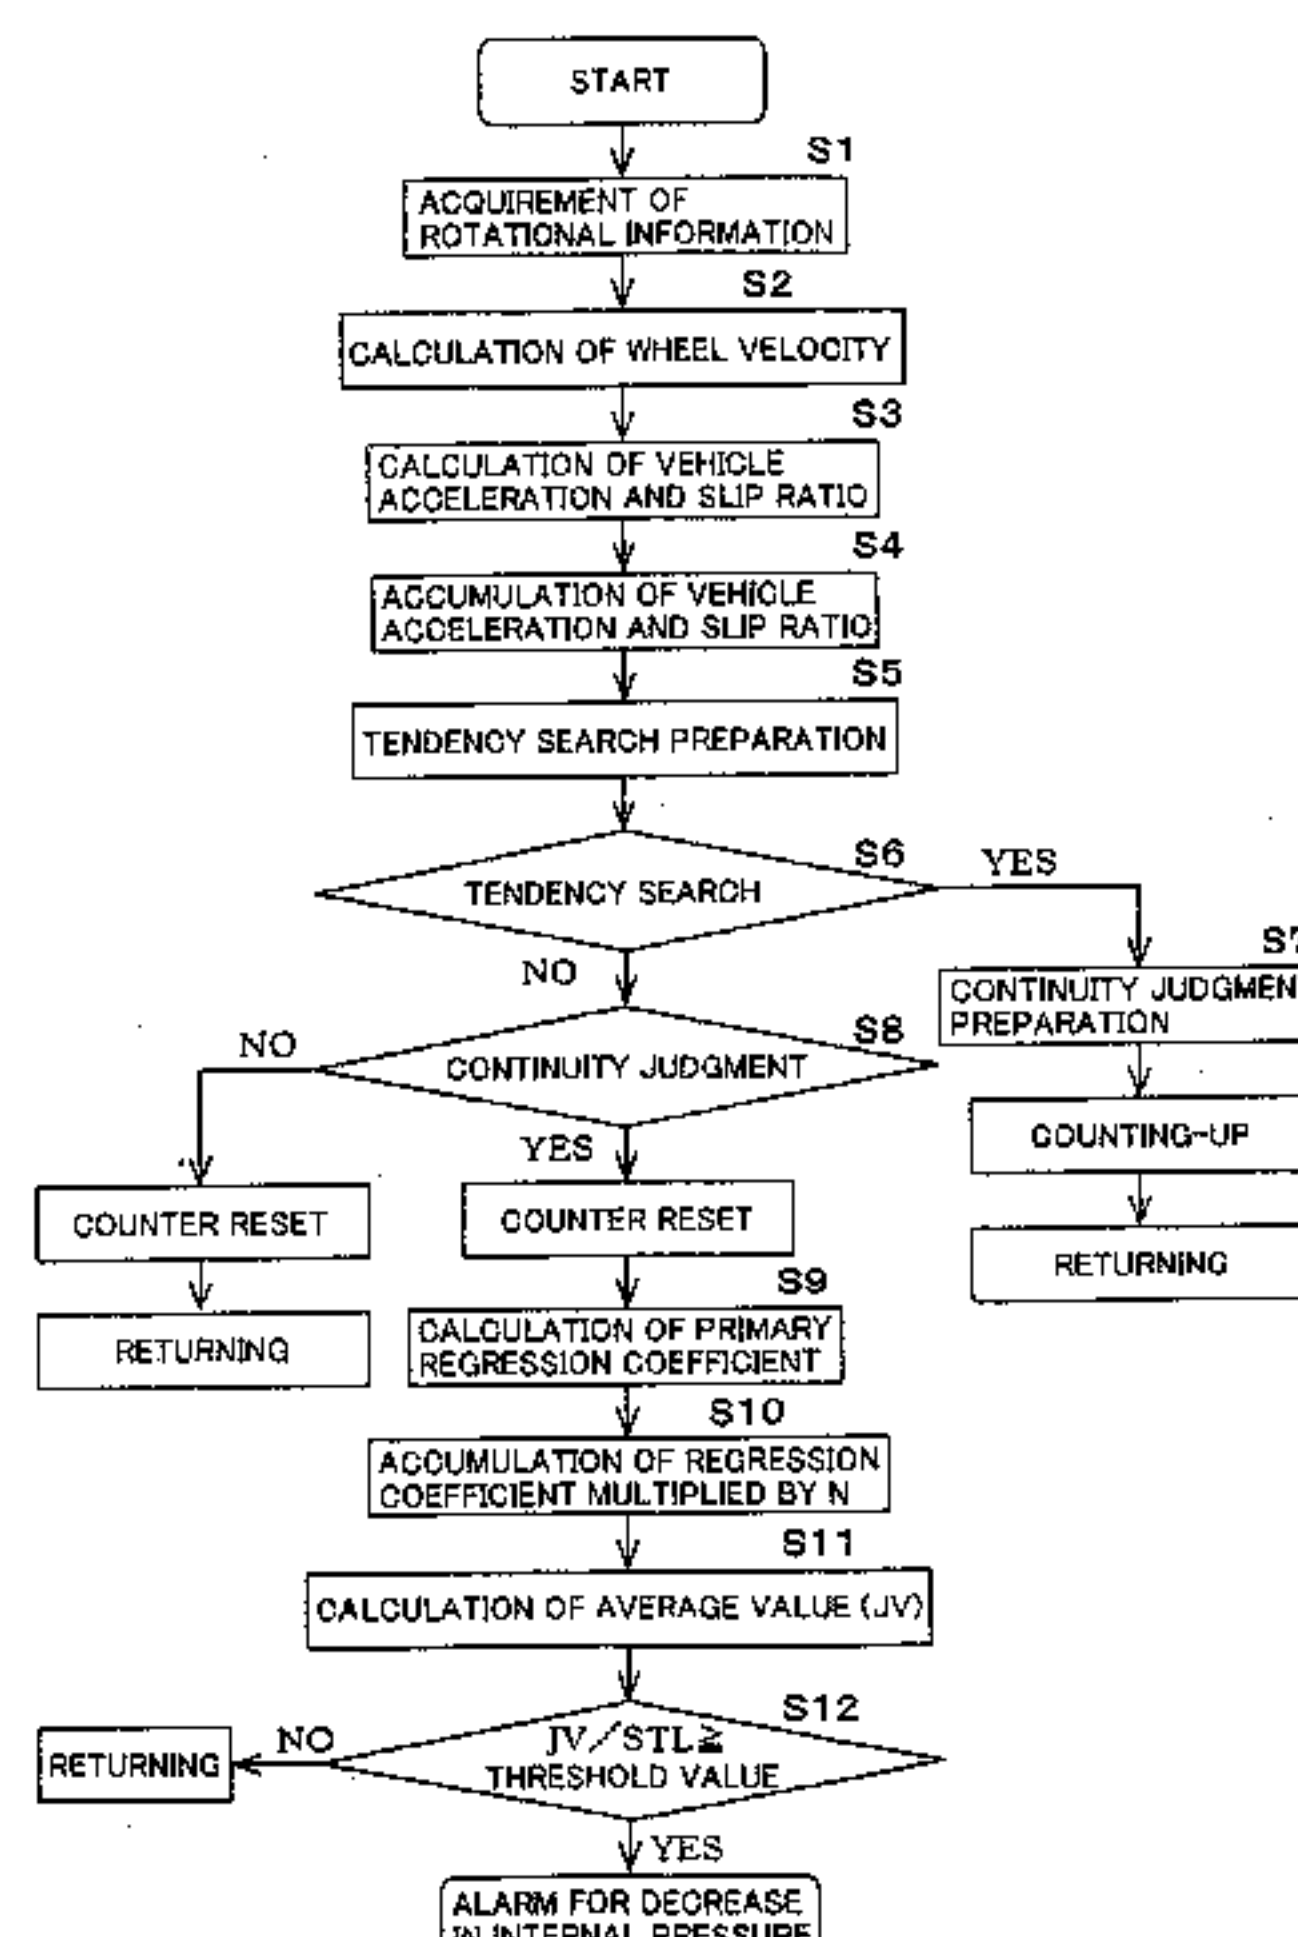 START
S1
ACQUIREMENT OF
ROTATIONAL INFORMATION
S2
CALCULATION OF WHEEL VELOCITY
S3
CALCULATION OF VEHICLE
ACCELERATION AND SLIP RATIO
S4
ACCUMULATION OF VEHICLE
ACCELERATION AND SLIP RATIO
S5
TENDENCY SEARCH PREPARATION
S6
YES
TENDENCY SEARCH
NO
S7
CONTINUITY JUDGMEN
PREPARATION
COUNTING-UP
RETURNING
S8
NO
CONTINUITY JUDGMENT
YES
COUNTER RESET
RETURNING
COUNTER RESET
S9
CALCULATION OF PRIMARY
REGRESSION COEFFICIENT
S10
ACCUMULATION OF REGRESSION
COEFFICIENT MULTIPLIED BY N
S11
CALCULATION OF AVERAGE VALUE (JV)
S12
JV/STL≧
THRESHOLD VALUE
NO
RETURNING
YES
ALARM FOR DECREASE
IN INTERNAL PRESSURE